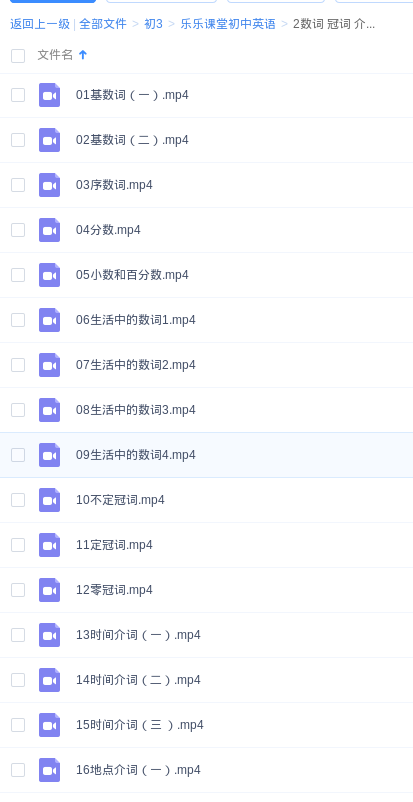 返回上一级 | 全部文件 > 初3 > 乐乐课堂初中英语 > 2数词 冠词 介...
文件名
01基数词（一）.mp4
02基数词（二）.mp4
03序数词.mp4
04分数.mp4
05小数和百分数.mp4
06生活中的数词1.mp4
07生活中的数词2.mp4
08生活中的数词3.mp4
09生活中的数词4.mp4
10不定冠词.mp4
11定冠词.mp4
12零冠词.mp4
13时间介词（一）.mp4
14时间介词（二）.mp4
15时间介词（三 ）.mp4
16地点介词（一）.mp4